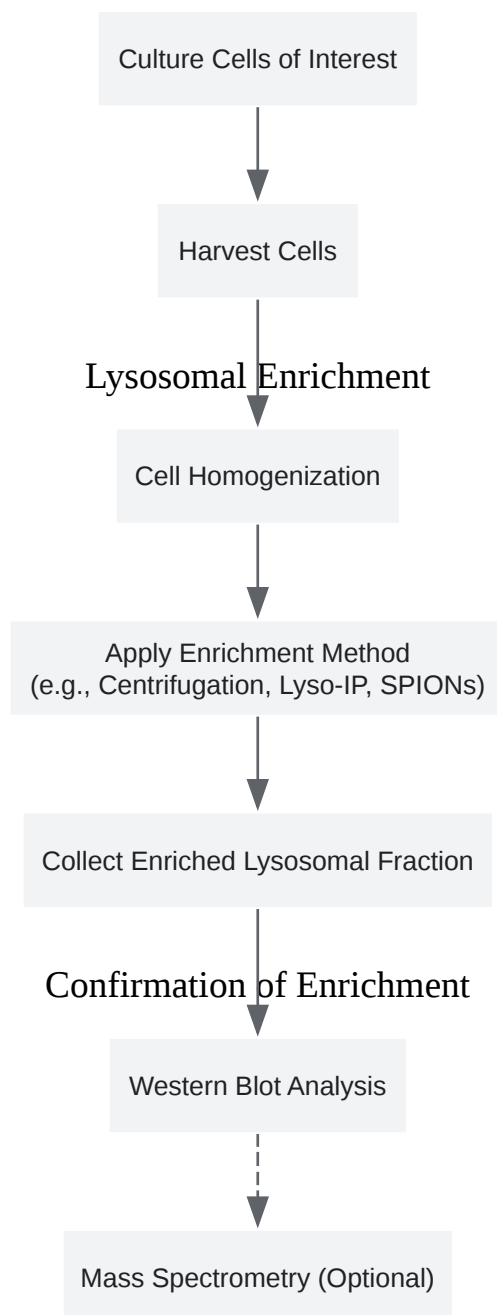 Culture Cells of Interest
Harvest Cells
Lysosomal Enrichment
Cell Homogenization
Apply Enrichment Method
(e.g., Centrifugation, Lyso-IP, SPIONs)
Collect Enriched Lysosomal Fraction
Confirmation of Enrichment
Western Blot Analysis
Mass Spectrometry (Optional)